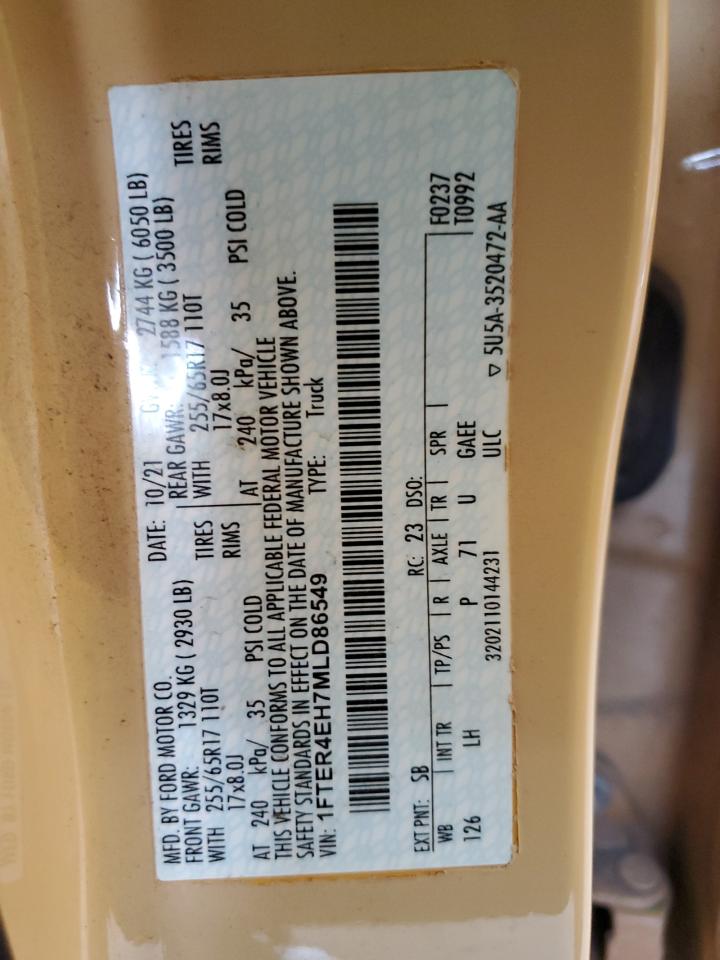 MFD. BY FORD MOTOR CO.
DATE: 10/21
2744 KG ( 6050 LB)
FRONT GAWR: 1329 KG ( 2930 LB)
REAR GAWR: 1588 KG ( 3500 LB)
WITH 255/65R17 110T TIRES
WITH 255/65R17 110T TIRES
17x8.0J RIMS
17x8.0J RIMS
AT 240 kPa/ 35 PSI COLD
AT 240 kPa/ 35 PSI COLD
THIS VEHICLE CONFORMS TO ALL APPLICABLE FEDERAL MOTOR VEHICLE
SAFETY STANDARDS IN EFFECT ON THE DATE OF MANUFACTURE SHOWN ABOVE.
VIN: 1FTER4EH7MLD86549
TYPE: Truck
EXT PNT: SB RC: 23 DSO:
F0237
WB INT TR TP/PS R AXLE TR SPR
T0992
126 LH P 71 U GAEE
3202110144231 ULC ▽ 5U5A-3520472-AA